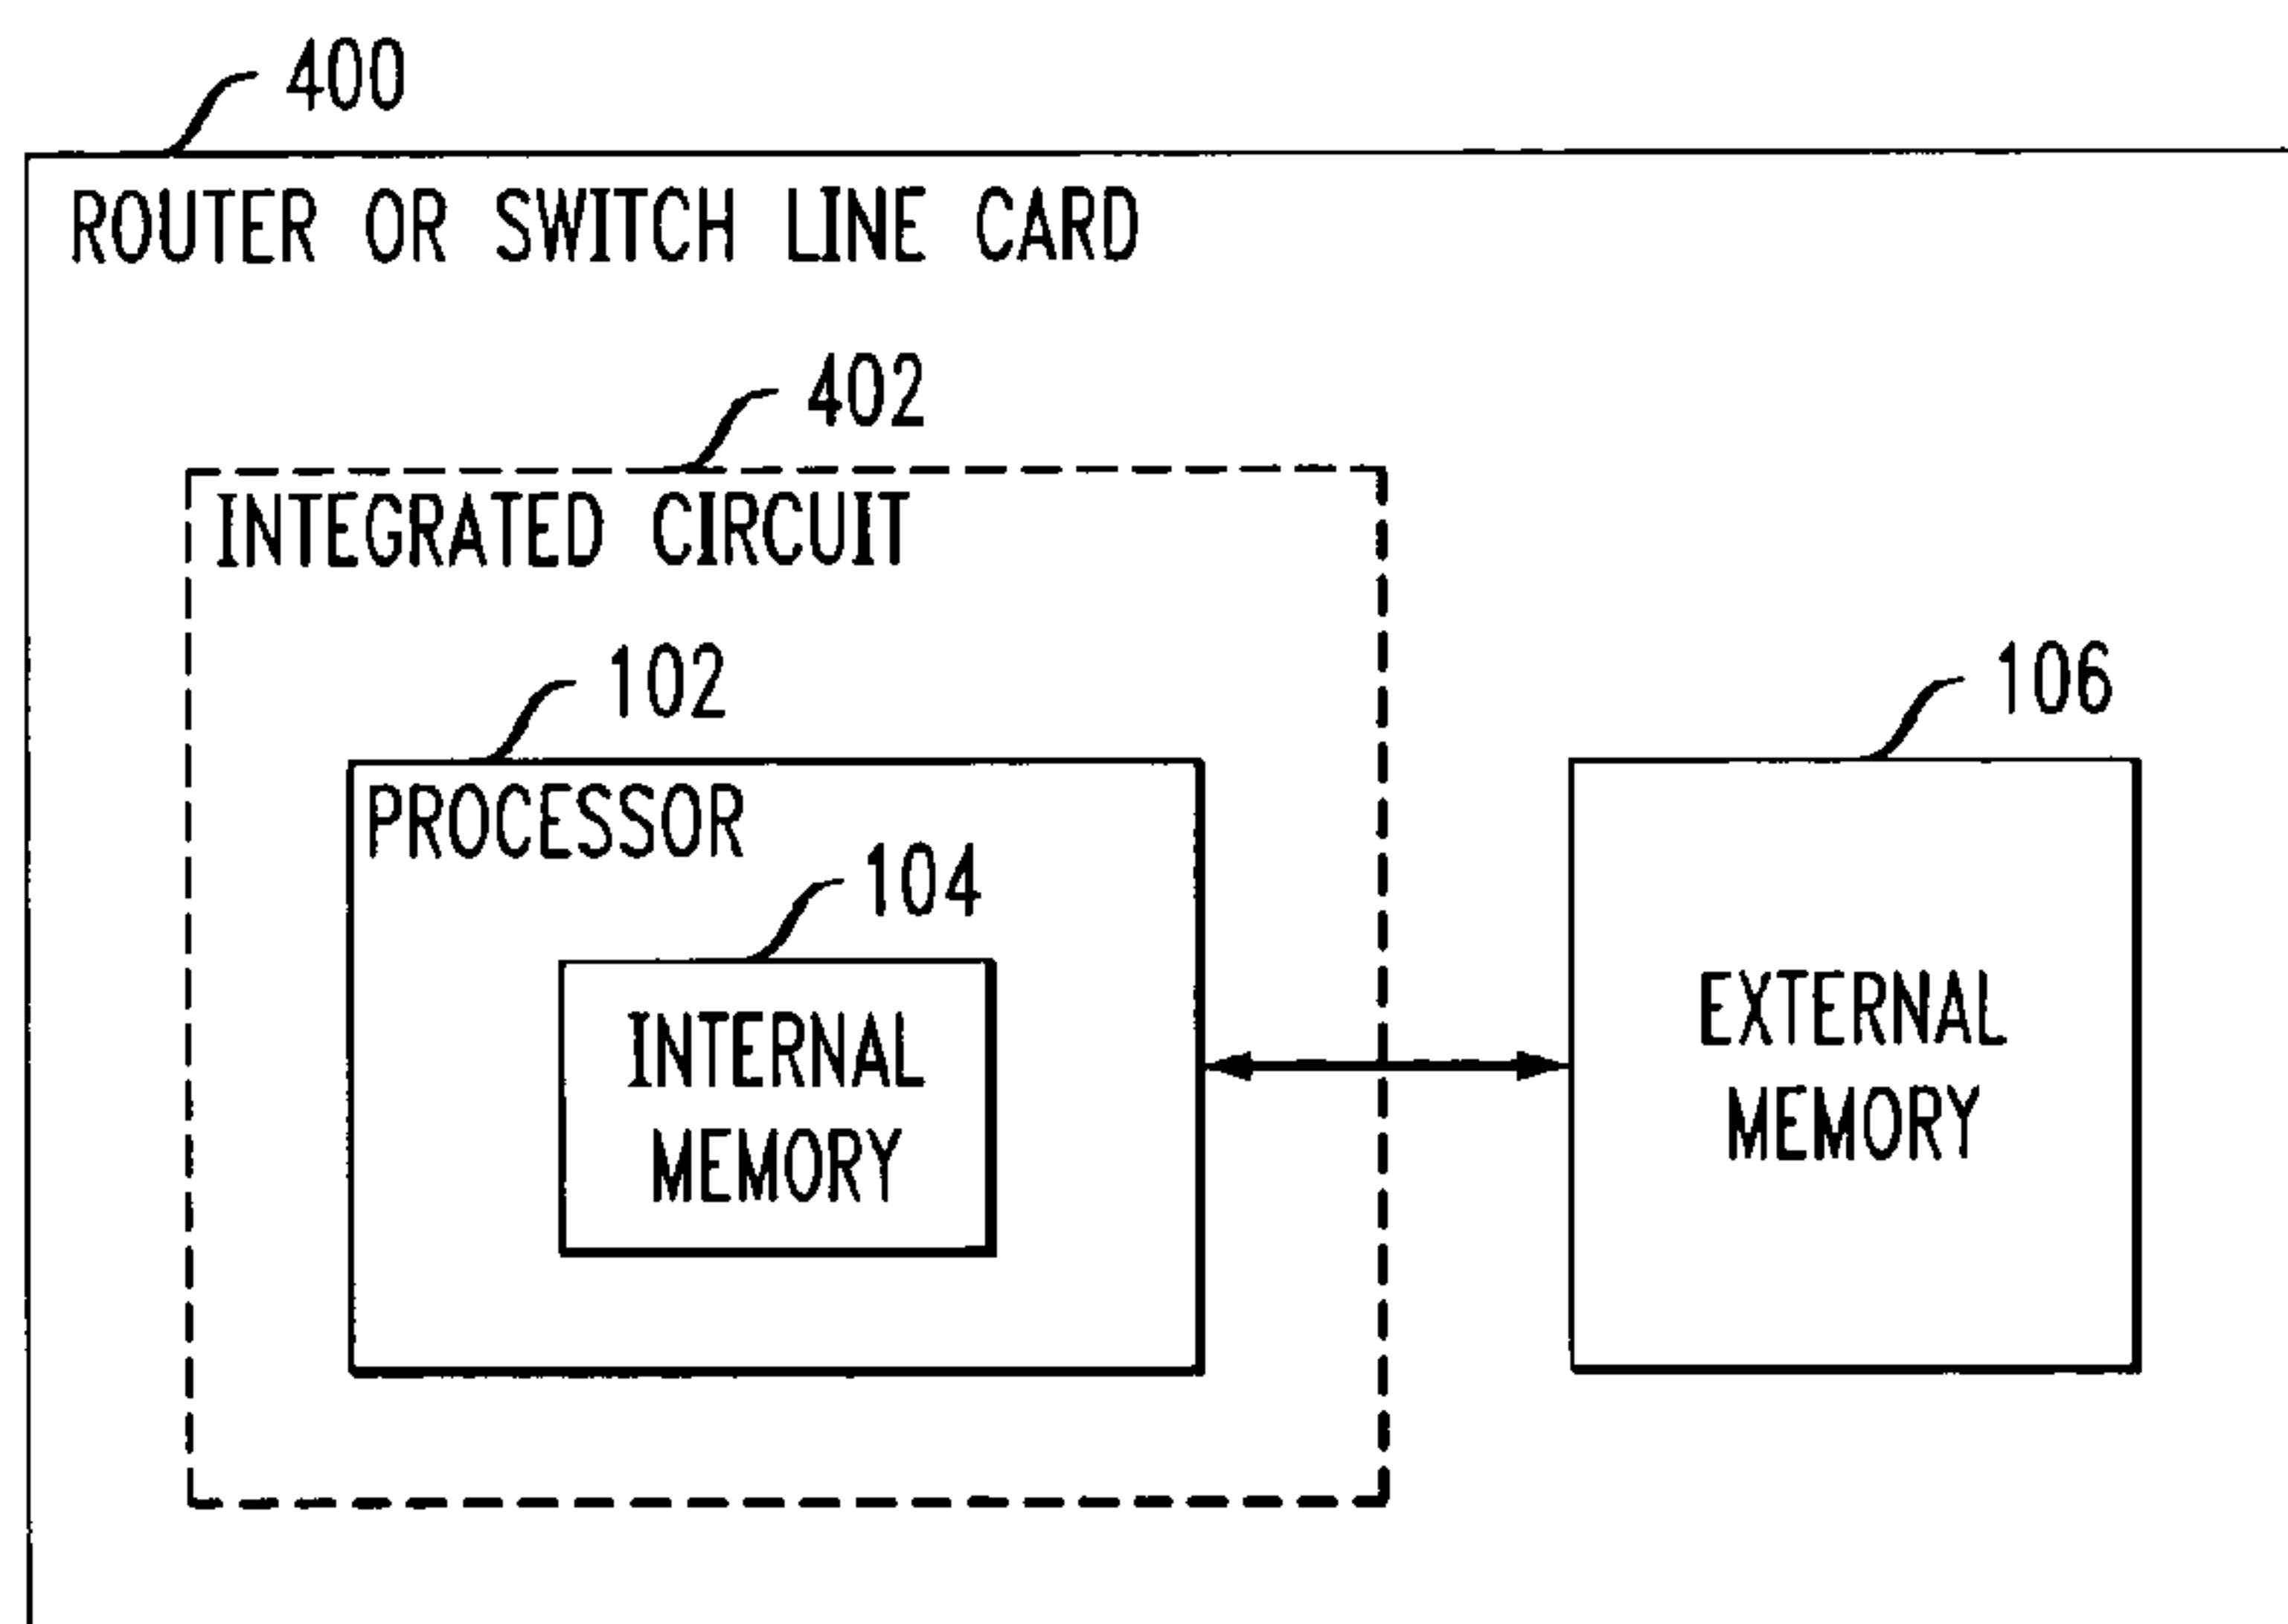 400
ROUTER OR SWITCH LINE CARD
402
INTEGRATED CIRCUIT
102
106
PROCESSOR
104
INTERNAL
MEMORY
EXTERNAL
MEMORY